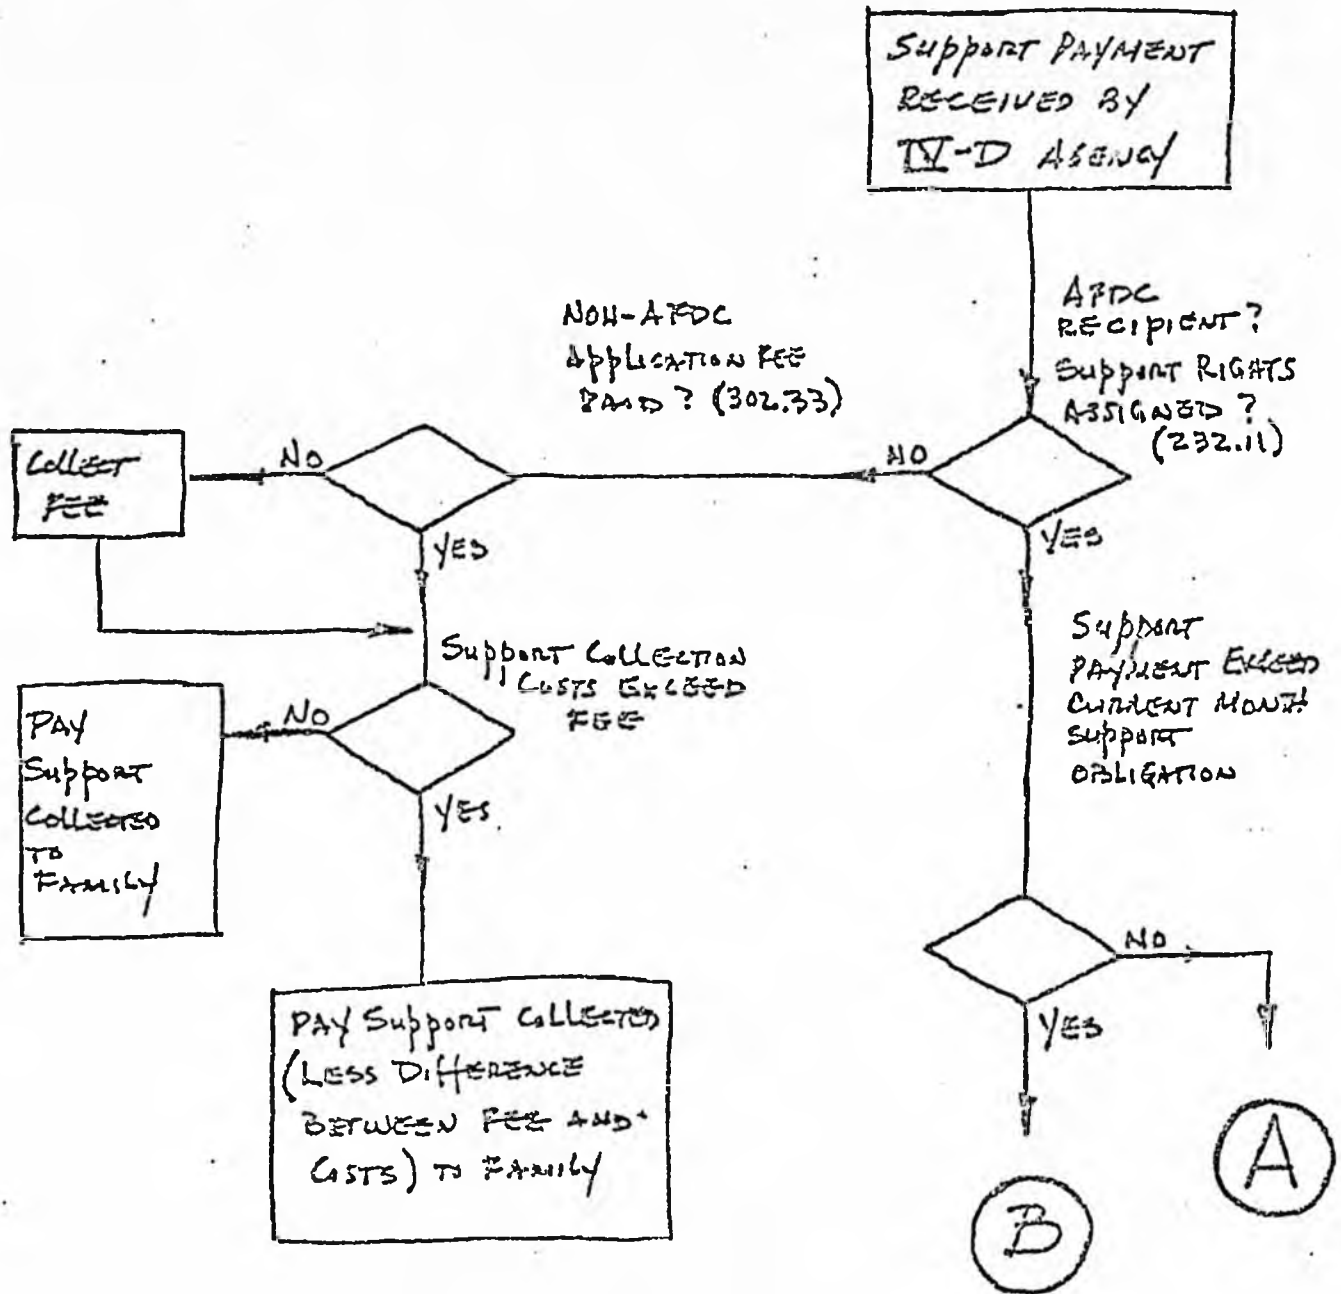 Support PAYMENT
RECEIVED BY
IV-D AGENCY
AFDC
RECIPIENT?
Support RIGHTS
ASSIGNED?
(232.11)
NON-AFDC
Application FEE
PAID? (302.33)
NO
NO
Collect
FEE
YES
YES
Support Collection
Costs EXCEED
FEE
Support
PAYMENT EXCEED
CURRENT MONTH
Support
OBLIGATION
NO
PAY
Support
Collected
TO
FAMILY
YES
NO
YES
PAY Support Collected
(LESS DIFFERENCE
BETWEEN FEE AND
COSTS) TO FAMILY
A
B